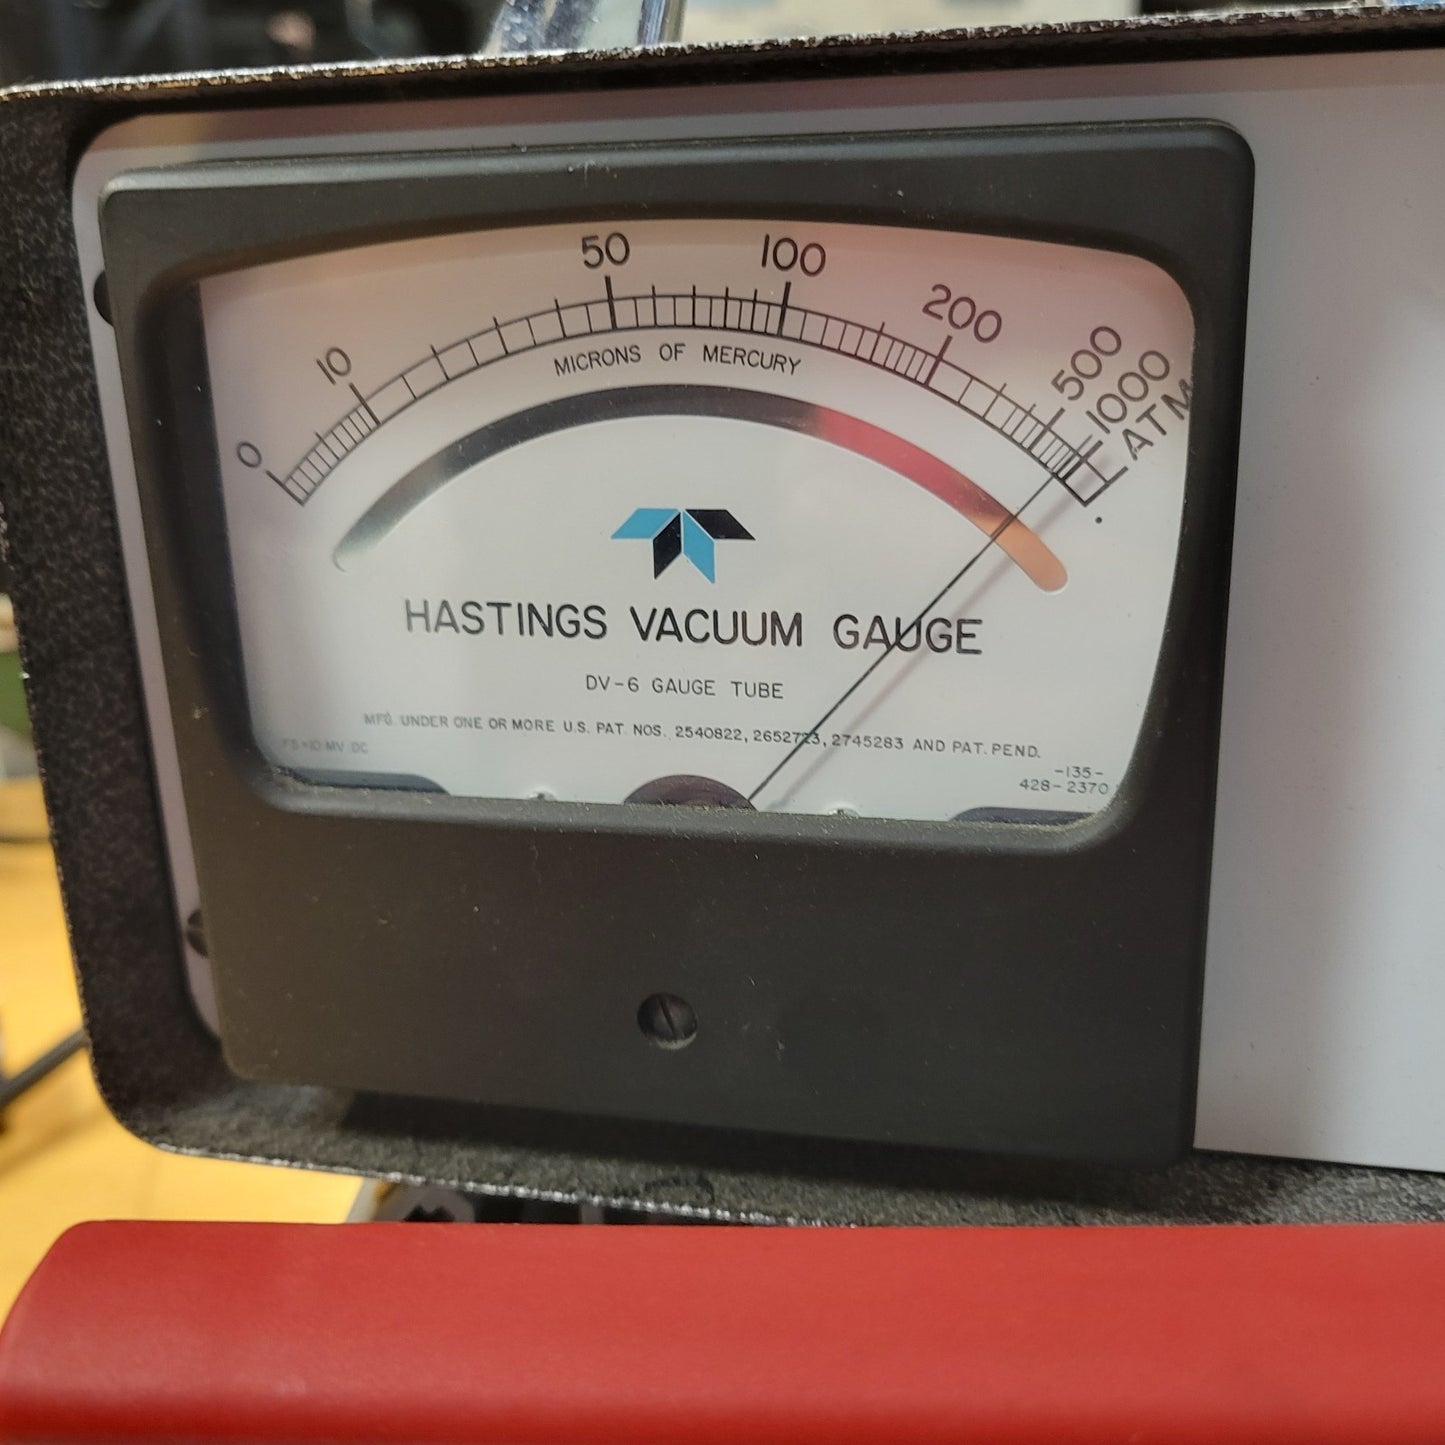 0 10 50 100 200 500 1000 ATM
MICRONS OF MERCURY
HASTINGS VACUUM GAUGE
DV-6 GAUGE TUBE
MFG. UNDER ONE OR MORE U.S. PAT. NOS. 2540822, 2652723, 2745283 AND PAT. PEND.
FS=10 MV DC
-135-
428-2370